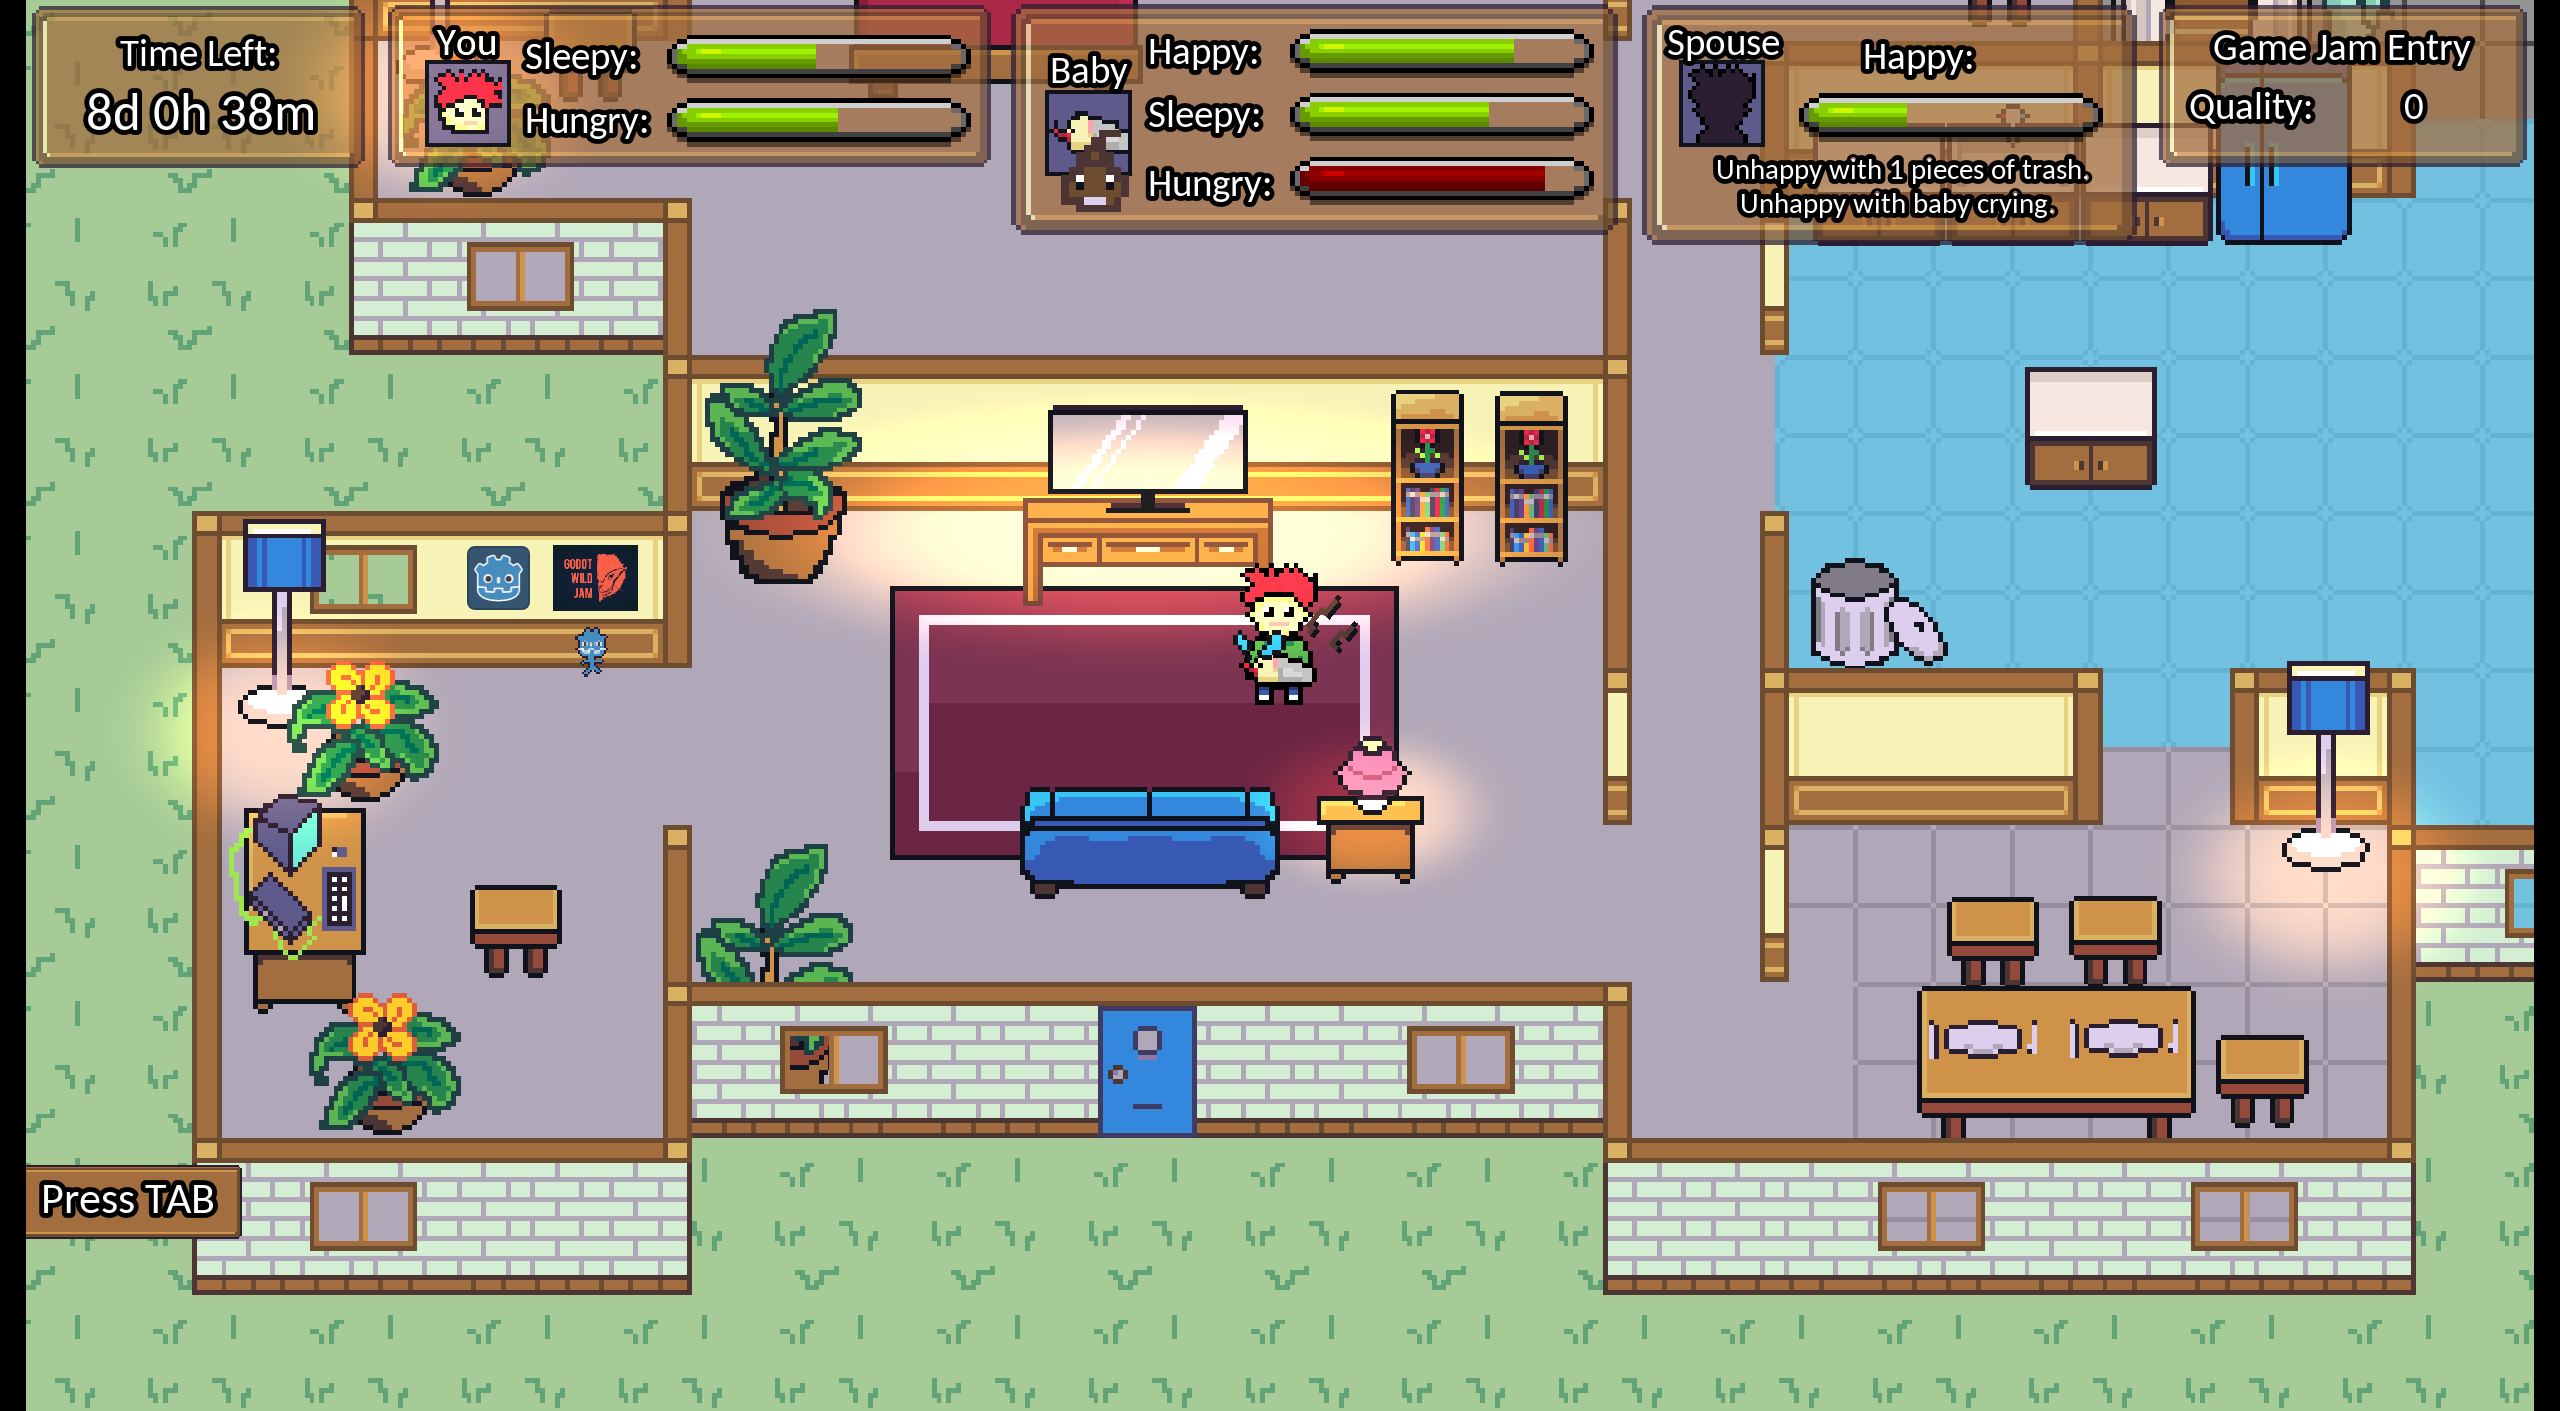 Time Left:
8d 0h 38m
You
Sleepy:
Hungry:
Baby
Happy:
Sleepy:
Hungry:
Spouse
Happy:
Unhappy with 1 pieces of trash.
Unhappy with baby crying.
Game Jam Entry
Quality: 0
GODOT
WILD
JAM
Press TAB